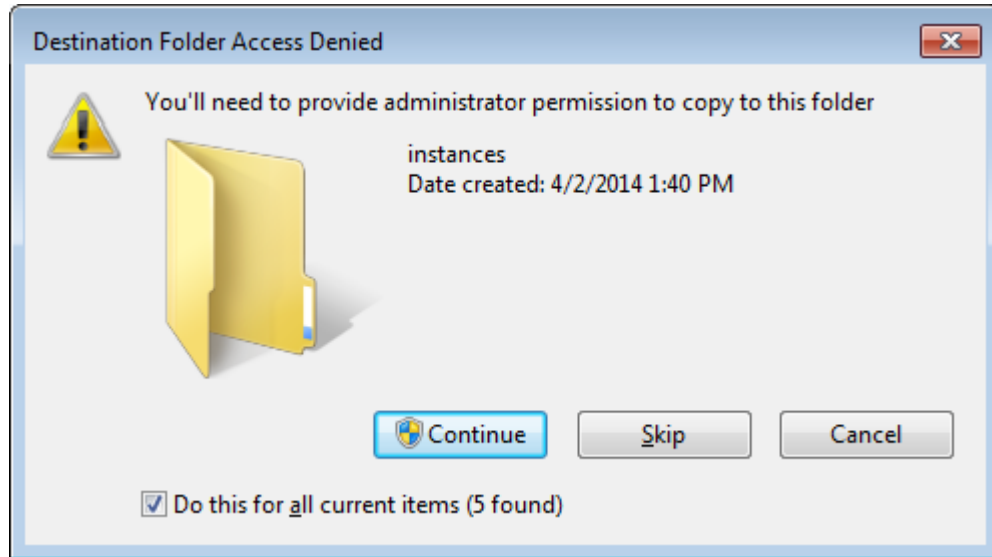 Destination Folder Access Denied
You'll need to provide administrator permission to copy to this folder
instances
Date created: 4/2/2014 1:40 PM
Continue Skip Cancel
Do this for all current items (5 found)